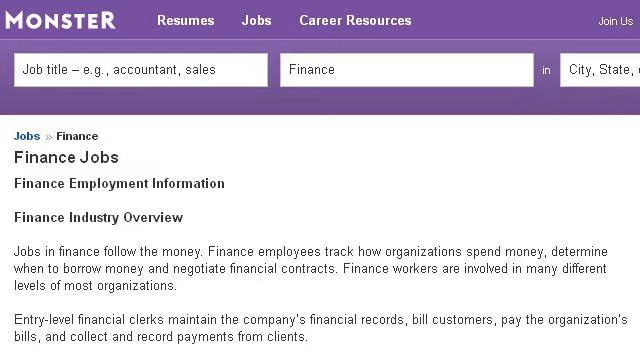 MONSTER Resumes Jobs Career Resources Join Us
Job title – e.g., accountant, sales Finance in City, State,
Jobs » Finance
Finance Jobs
Finance Employment Information
Finance Industry Overview
Jobs in finance follow the money. Finance employees track how organizations spend money, determine
when to borrow money and negotiate financial contracts. Finance workers are involved in many different
levels of most organizations.
Entry-level financial clerks maintain the company's financial records, bill customers, pay the organization's
bills, and collect and record payments from clients.